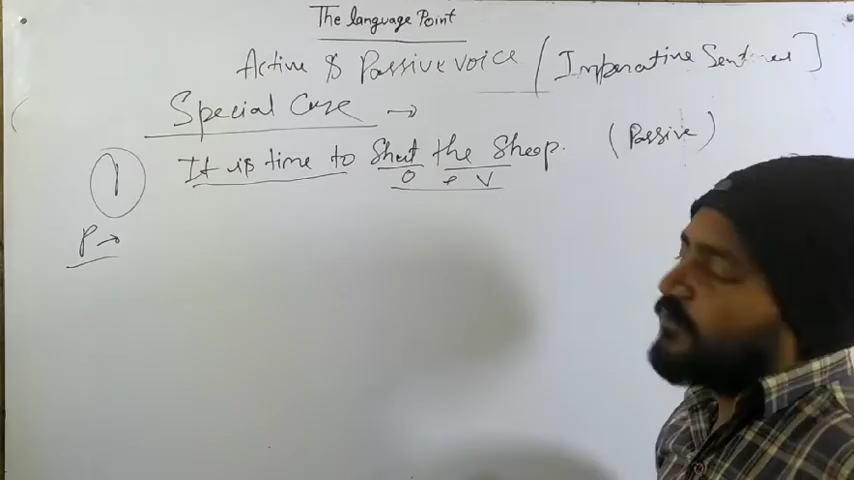 The language Point
Active & Passive voice [Imperative Sentences]
Special Case →
1 It is time to Shut the Shop. (Passive)
O + V
P →